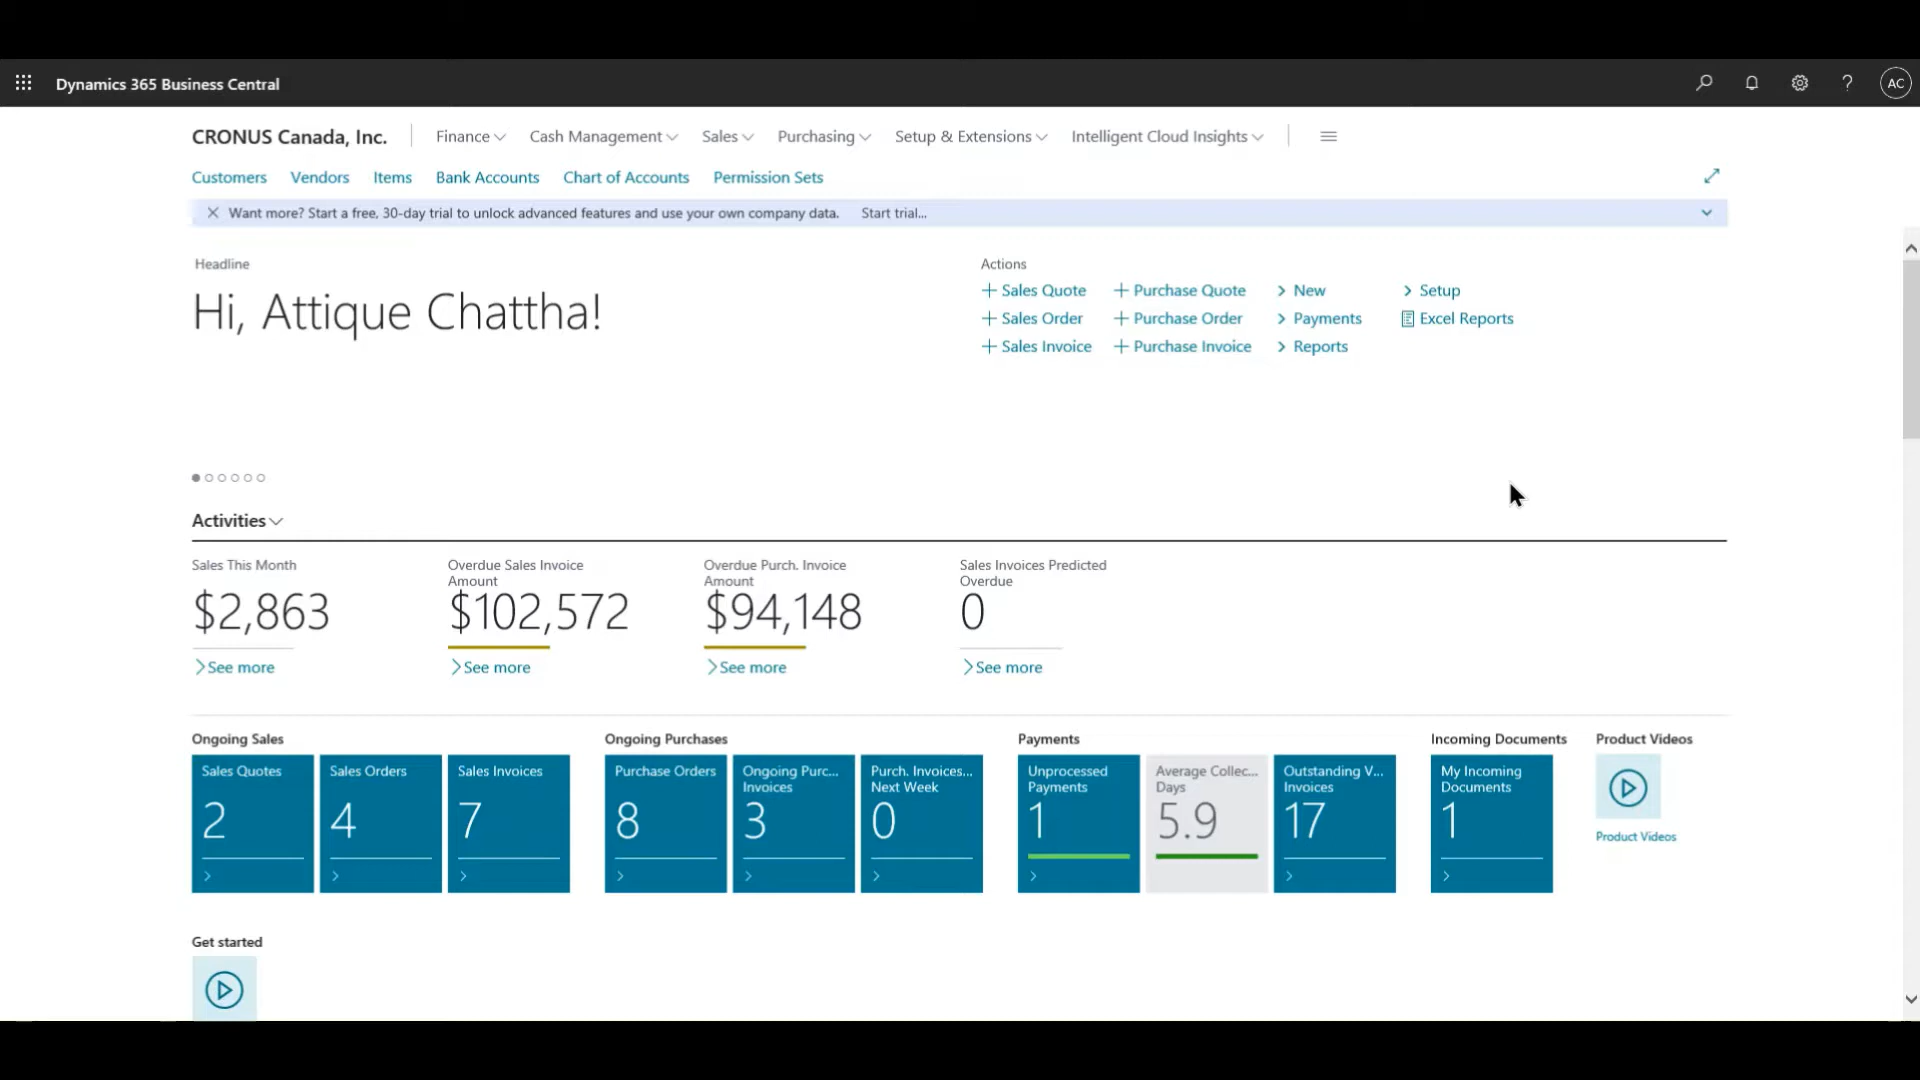 Dynamics 365 Business Central
AC
CRONUS Canada, Inc.
Finance
Cash Management
Sales
Purchasing
Setup & Extensions
Intelligent Cloud Insights
Customers
Vendors
Items
Bank Accounts
Chart of Accounts
Permission Sets
Want more? Start a free, 30-day trial to unlock advanced features and use your own company data. Start trial...
Headline
Hi, Attique Chattha!
Actions
+ Sales Quote
+ Purchase Quote
> New
> Setup
+ Sales Order
+ Purchase Order
> Payments
Excel Reports
+ Sales Invoice
+ Purchase Invoice
> Reports
Activities
Sales This Month
$2,863
>See more
Overdue Sales Invoice
Amount
$102,572
>See more
Overdue Purch. Invoice
Amount
$94,148
>See more
Sales Invoices Predicted
Overdue
0
>See more
Ongoing Sales
Sales Quotes
2
Sales Orders
4
Sales Invoices
7
Ongoing Purchases
Purchase Orders
8
Ongoing Purc...
Invoices
3
Purch. Invoices...
Next Week
0
Payments
Unprocessed
Payments
1
Average Collec...
Days
5.9
Outstanding V...
Invoices
17
Incoming Documents
My Incoming
Documents
1
Product Videos
Product Videos
Get started